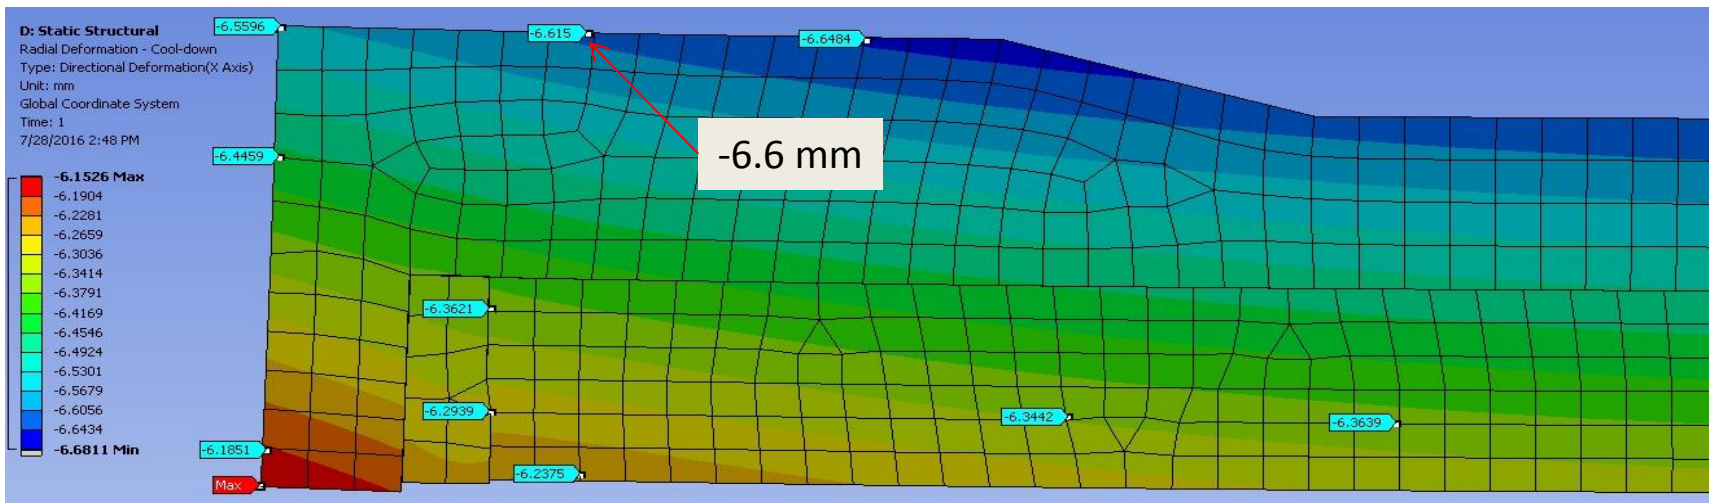 D: Static Structural
Radial Deformation - Cool-down
Type: Directional Deformation(X Axis)
Unit: mm
Global Coordinate System
Time: 1
7/28/2016 2:48 PM
-6.1526 Max
-6.1904
-6.2281
-6.2659
-6.3036
-6.3414
-6.3791
-6.4169
-6.4546
-6.4924
-6.5301
-6.5679
-6.6056
-6.6434
-6.6811 Min
-6.5596
-6.615
-6.6484
-6.6 mm
-6.4459
-6.3621
-6.2939
-6.3442
-6.3639
-6.1851
-6.2375
Max